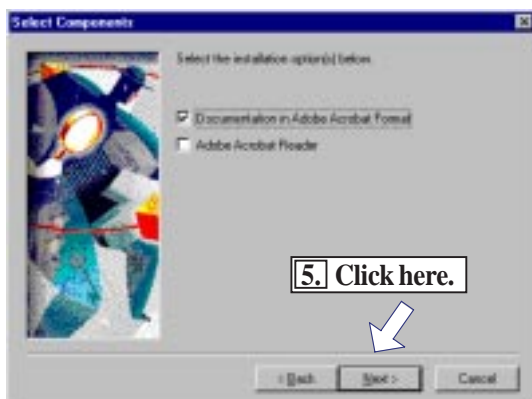 Select Components
Select the installation option(s) below.
Documentation in Adobe Acrobat Format
Adobe Acrobat Reader
5. Click here.
< Back
Next >
Cancel